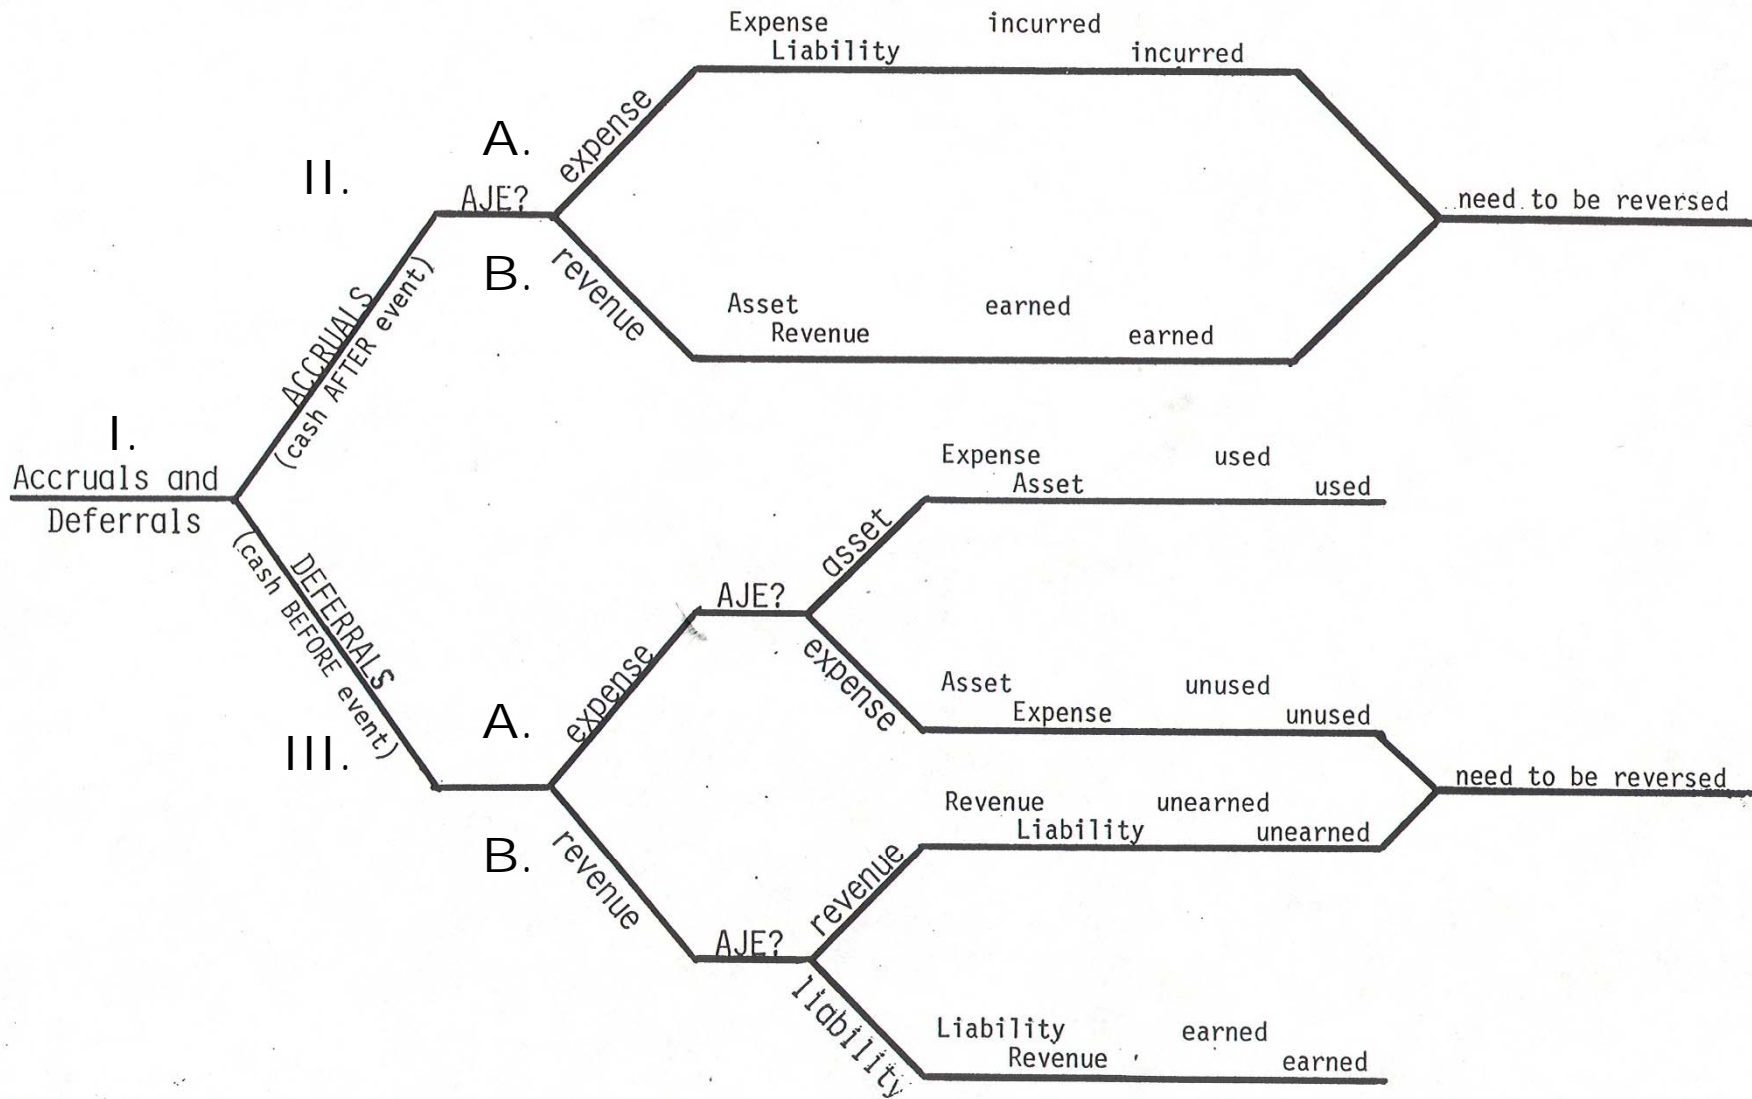 Expense incurred
Liability incurred
A.
expense
II.
AJE?
need to be reversed
B.
revenue
ACCRUALS
(cash AFTER event)
Asset earned
Revenue earned
I.
Accruals and
Deferrals
Expense used
Asset used
asset
DEFERRALS
(cash BEFORE event)
AJE?
expense
A.
expense
III.
Asset unused
Expense unused
need to be reversed
Revenue unearned
Liability unearned
B.
revenue
revenue
AJE?
liability
Liability earned
Revenue earned